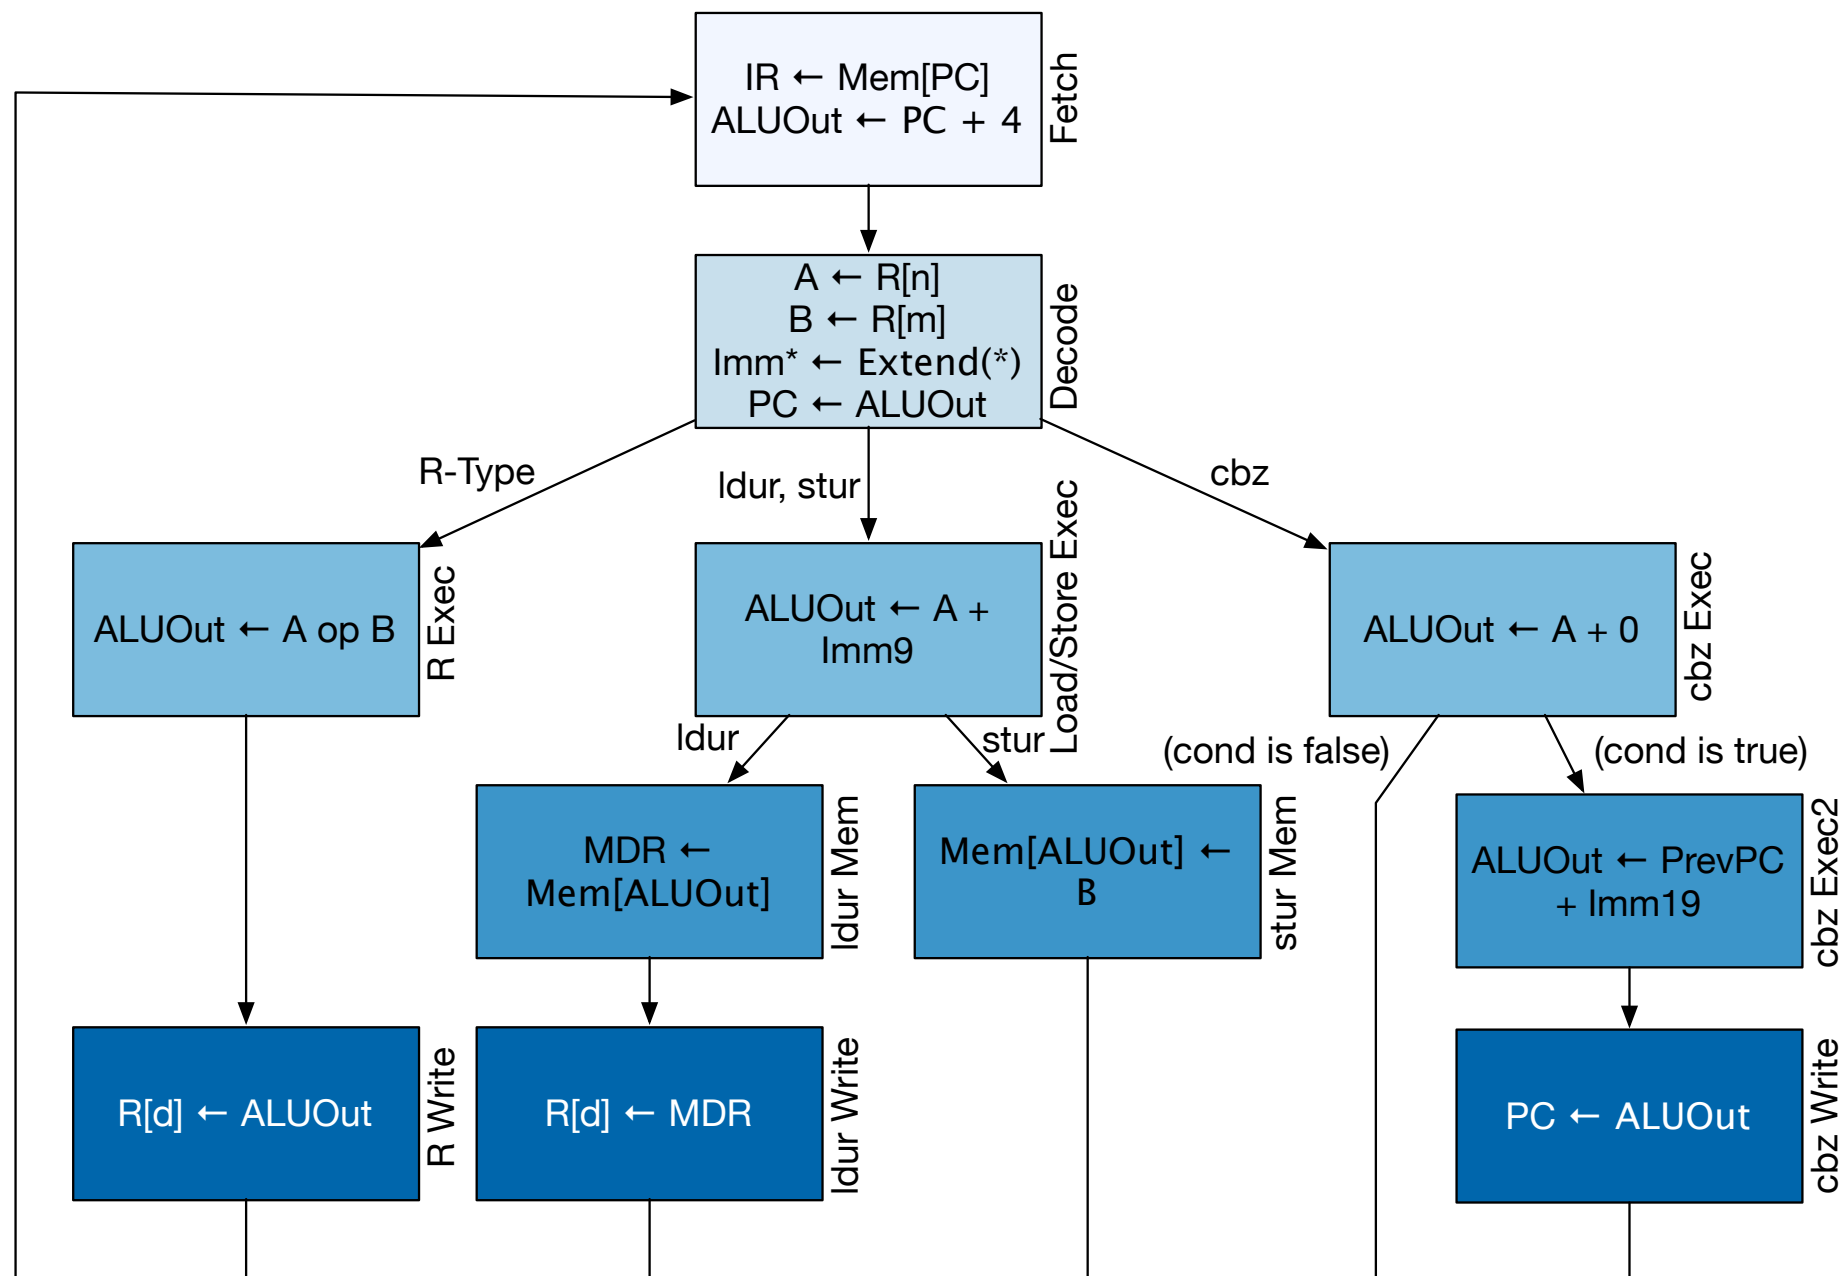 IR ← Mem[PC]
ALUOut ← PC + 4
Fetch
A ← R[n]
B ← R[m]
Imm* ← Extend(*)
PC ← ALUOut
Decode
R-Type
ldur, stur
cbz
ALUOut ← A op B
R Exec
ALUOut ← A +
Imm9
Load/Store Exec
ALUOut ← A + 0
cbz Exec
ldur
stur
(cond is false)
(cond is true)
MDR ←
Mem[ALUOut]
ldur Mem
Mem[ALUOut] ←
B
stur Mem
ALUOut ← PrevPC
+ Imm19
cbz Exec2
R[d] ← ALUOut
R Write
R[d] ← MDR
ldur Write
PC ← ALUOut
cbz Write